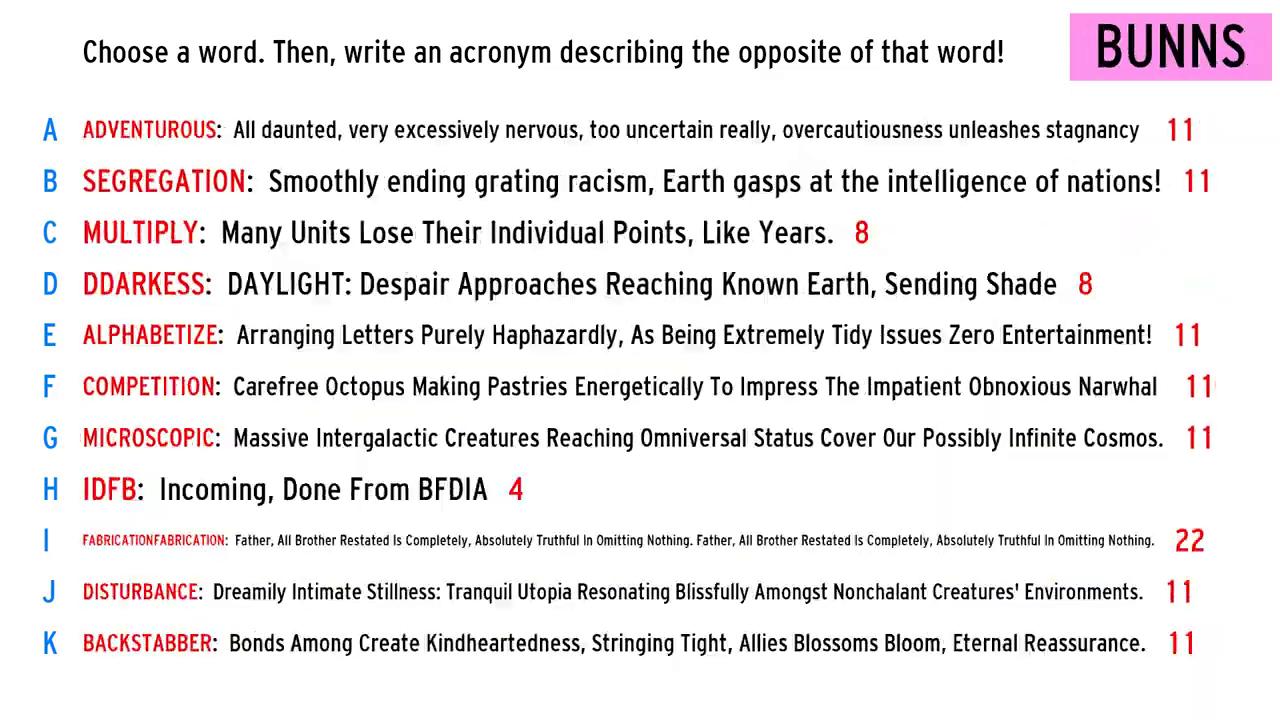 Choose a word. Then, write an acronym describing the opposite of that word!
BUNNS
A ADVENTUROUS: All daunted, very excessively nervous, too uncertain really, overcautiousness unleashes stagnancy 11
B SEGREGATION: Smoothly ending grating racism, Earth gasps at the intelligence of nations! 11
C MULTIPLY: Many Units Lose Their Individual Points, Like Years. 8
D DDARKESS: DAYLIGHT: Despair Approaches Reaching Known Earth, Sending Shade 8
E ALPHABETIZE: Arranging Letters Purely Haphazardly, As Being Extremely Tidy Issues Zero Entertainment! 11
F COMPETITION: Carefree Octopus Making Pastries Energetically To Impress The Impatient Obnoxious Narwhal 11
G MICROSCOPIC: Massive Intergalactic Creatures Reaching Omniversal Status Cover Our Possibly Infinite Cosmos. 11
H IDFB: Incoming, Done From BFDIA 4
I FABRICATIONFABRICATION: Father, All Brother Restated Is Completely, Absolutely Truthful In Omitting Nothing. Father, All Brother Restated Is Completely, Absolutely Truthful In Omitting Nothing. 22
J DISTURBANCE: Dreamily Intimate Stillness: Tranquil Utopia Resonating Blissfully Amongst Nonchalant Creatures' Environments. 11
K BACKSTABBER: Bonds Among Create Kindheartedness, Stringing Tight, Allies Blossoms Bloom, Eternal Reassurance. 11